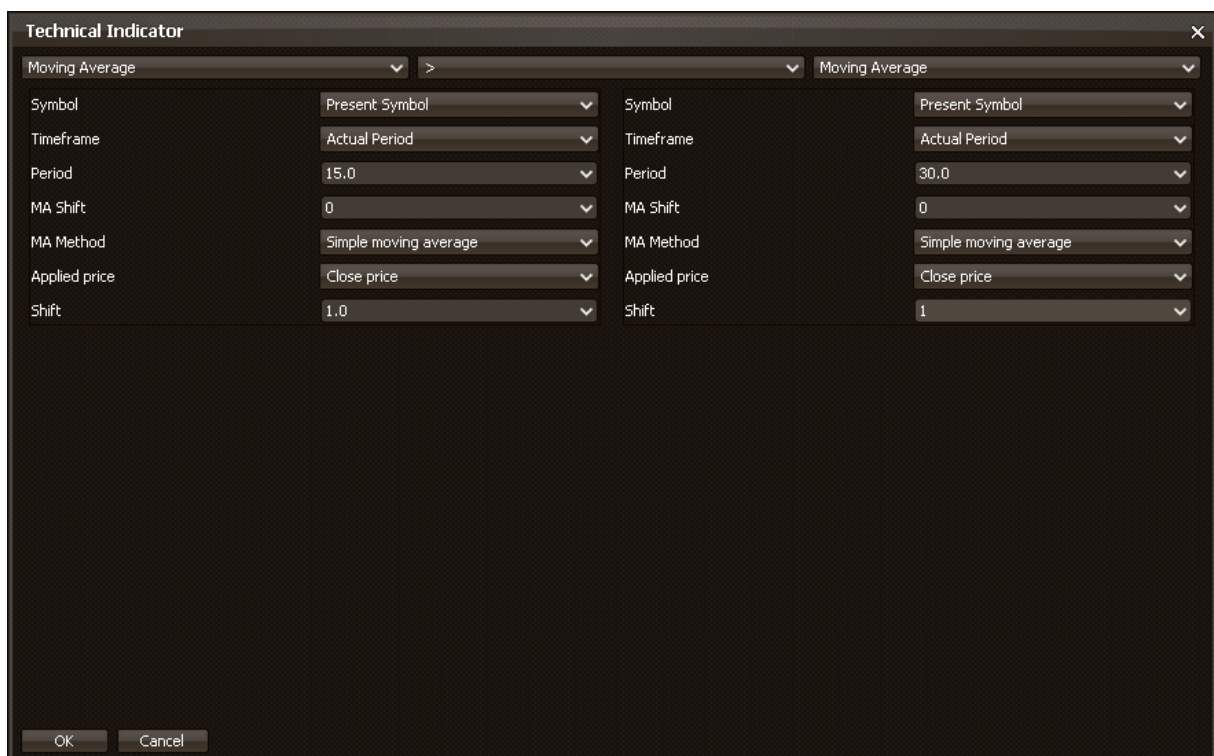 Technical Indicator
Moving Average > Moving Average
Symbol Present Symbol Symbol Present Symbol
Timeframe Actual Period Timeframe Actual Period
Period 15.0 Period 30.0
MA Shift 0 MA Shift 0
MA Method Simple moving average MA Method Simple moving average
Applied price Close price Applied price Close price
Shift 1.0 Shift 1
OK Cancel